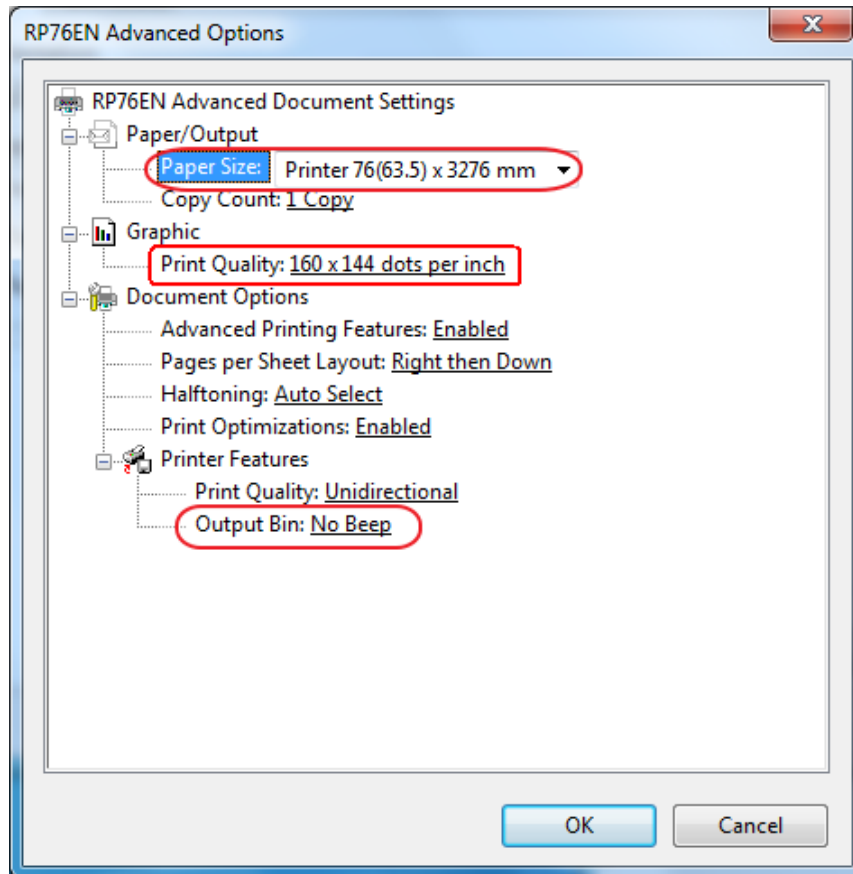 RP76EN Advanced Options
RP76EN Advanced Document Settings
Paper/Output
Paper Size: Printer 76(63.5) x 3276 mm
Copy Count: 1 Copy
Graphic
Print Quality: 160 x 144 dots per inch
Document Options
Advanced Printing Features: Enabled
Pages per Sheet Layout: Right then Down
Halftoning: Auto Select
Print Optimizations: Enabled
Printer Features
Print Quality: Unidirectional
Output Bin: No Beep
OK Cancel